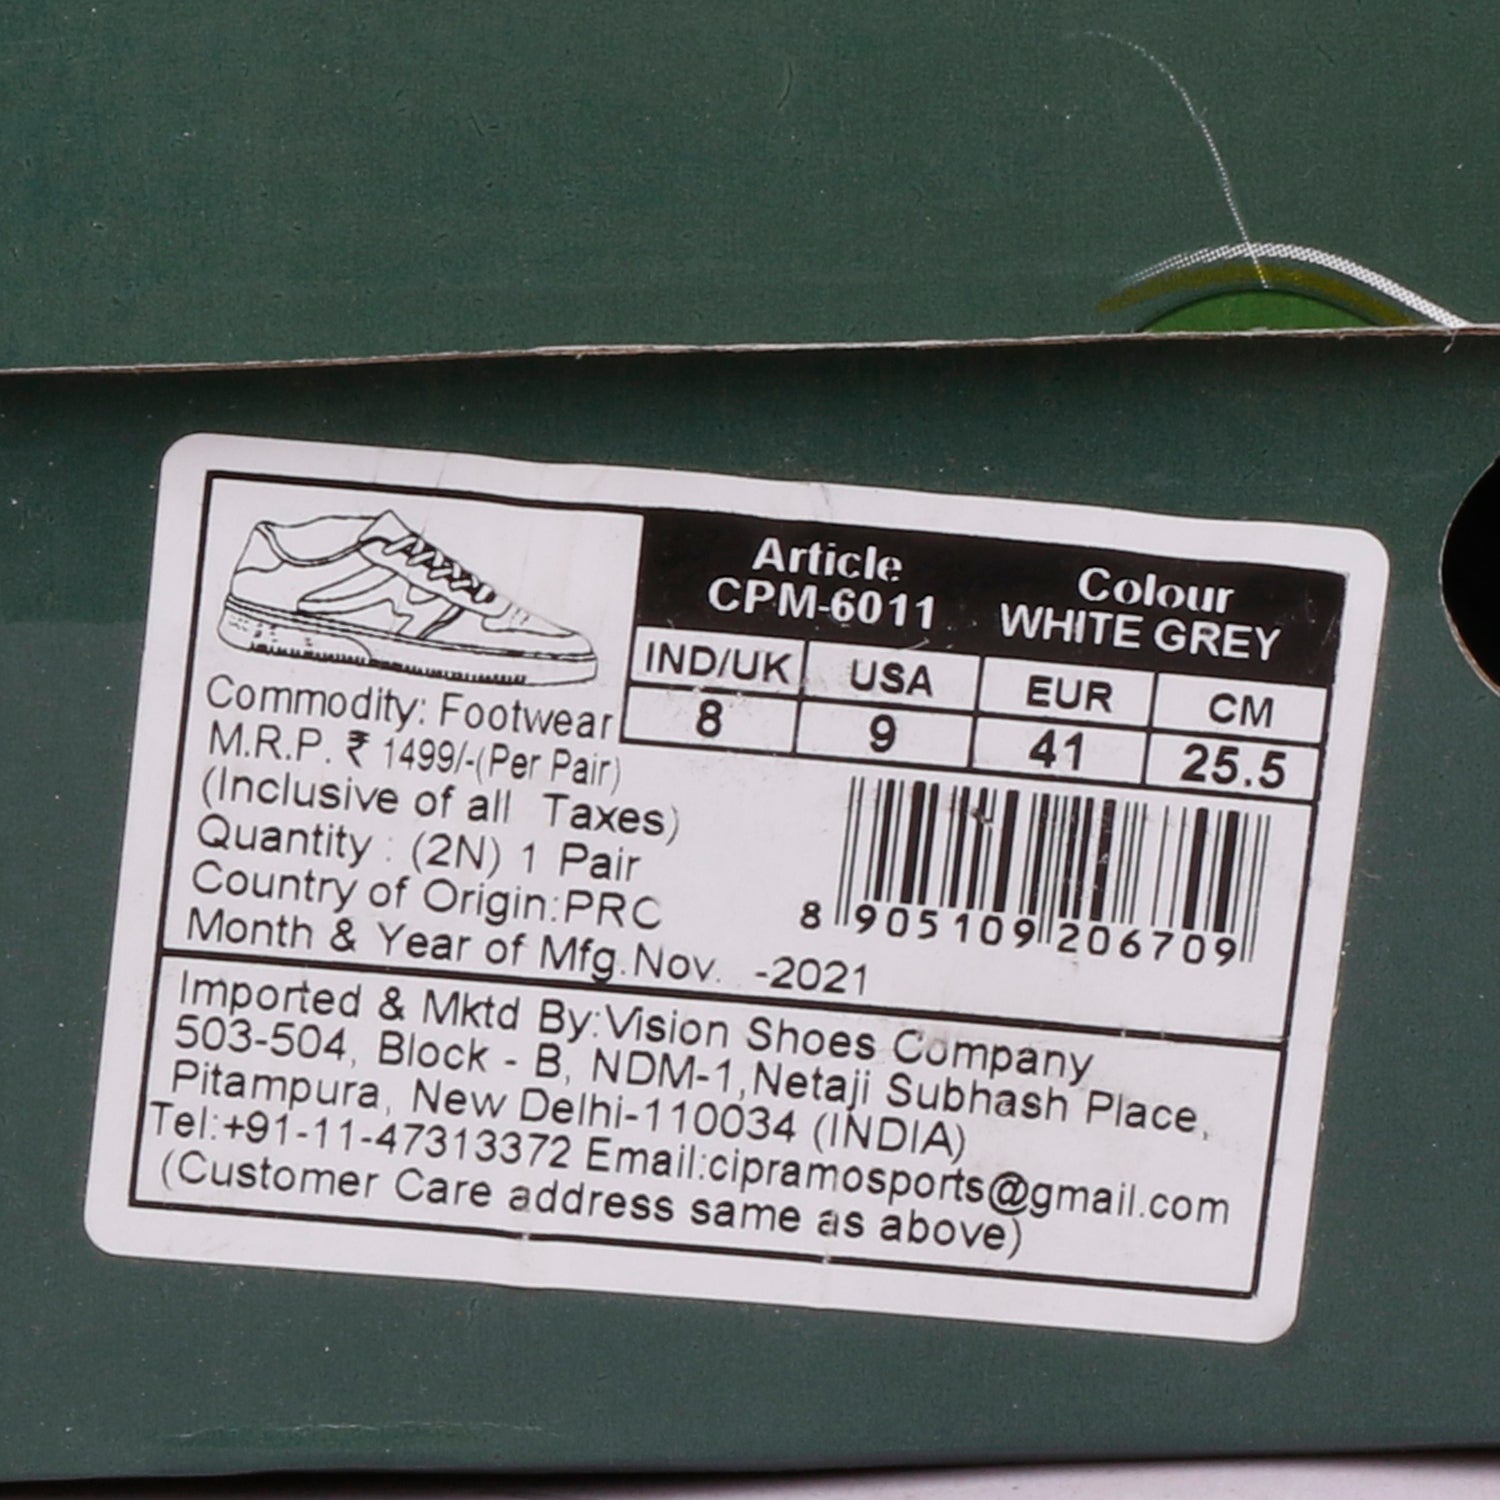 Article
CPM-6011
Colour
WHITE GREY
IND/UK USA EUR CM
8 9 41 25.5
Commodity: Footwear
M.R.P. ₹ 1499/-(Per Pair)
(Inclusive of all Taxes)
Quantity : (2N) 1 Pair
Country of Origin:PRC
Month & Year of Mfg.Nov. -2021
8 905109 206709
Imported & Mktd By:Vision Shoes Company
503-504, Block - B, NDM-1,Netaji Subhash Place,
Pitampura, New Delhi-110034 (INDIA)
Tel:+91-11-47313372 Email:cipramosports@gmail.com
(Customer Care address same as above)